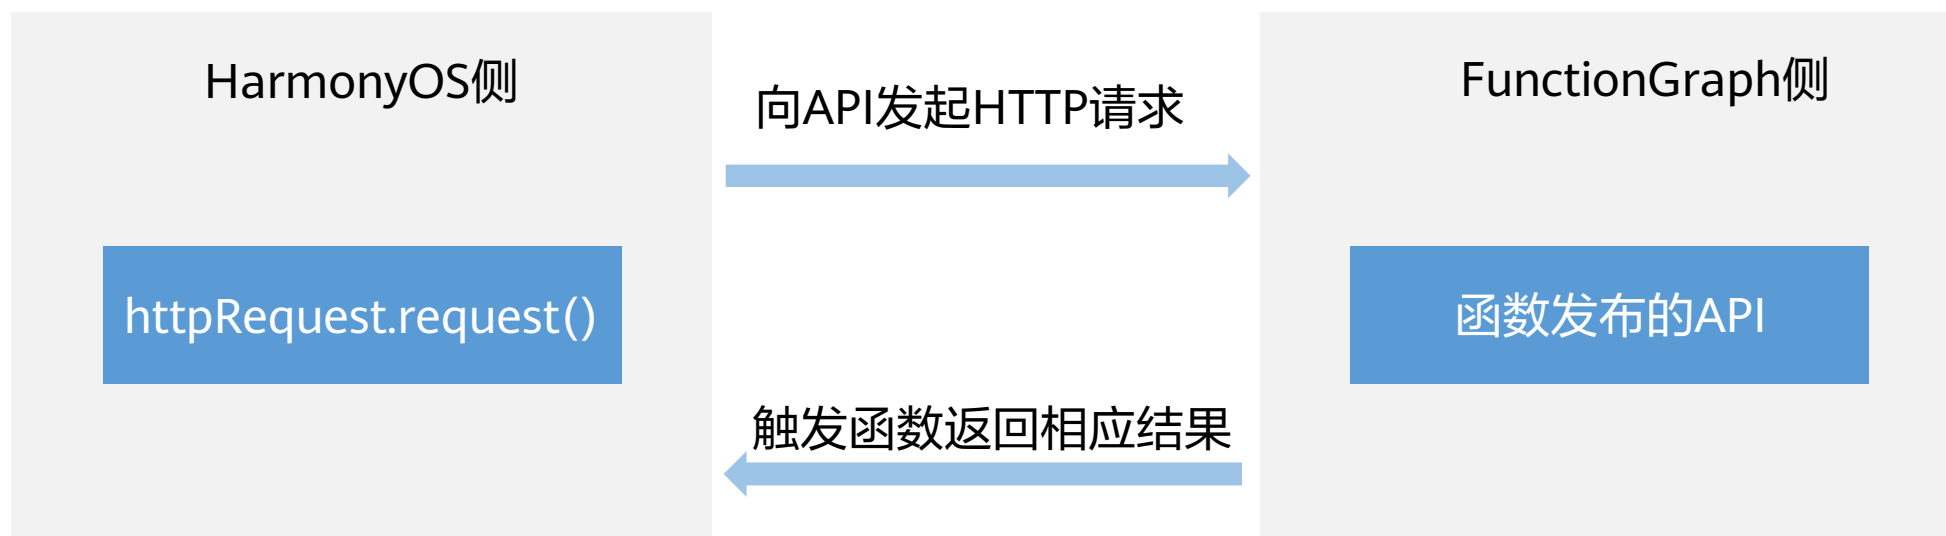 HarmonyOS侧
向API发起HTTP请求
FunctionGraph侧
httpRequest.request()
函数发布的API
触发函数返回相应结果